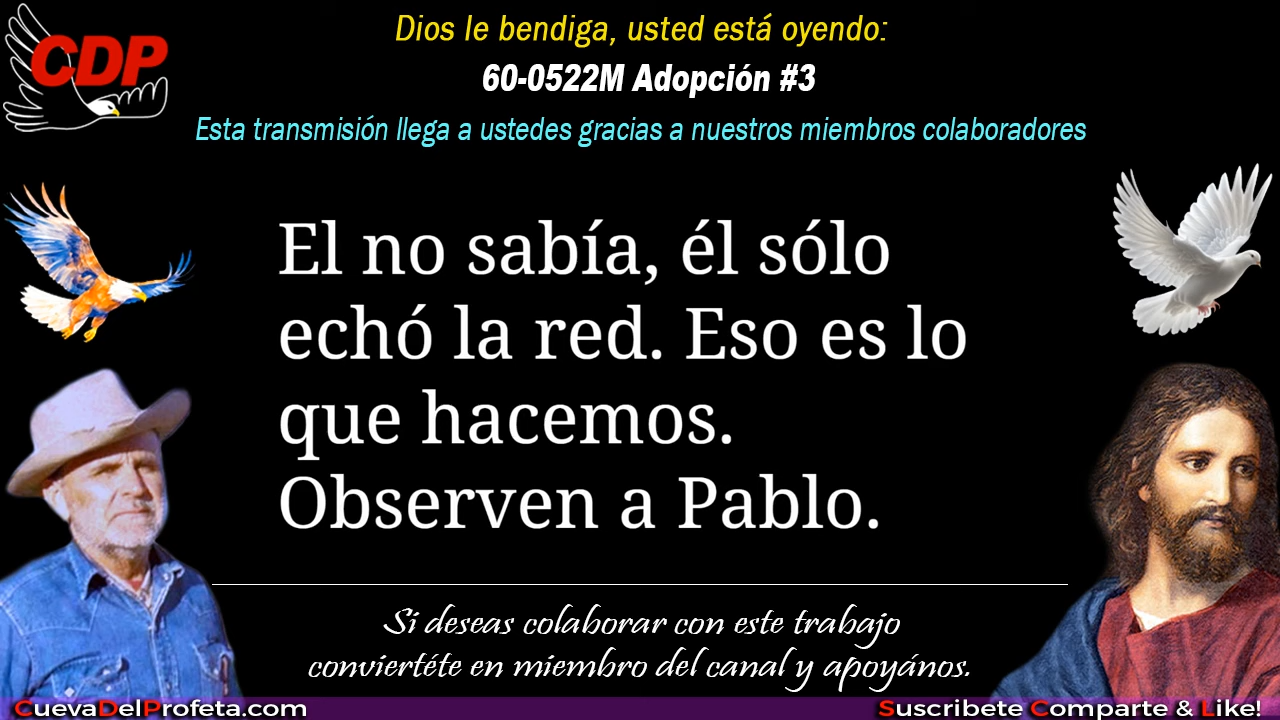 CDP
Dios le bendiga, usted está oyendo:
60-0522M Adopción #3
Esta transmisión llega a ustedes gracias a nuestros miembros colaboradores
El no sabía, él sólo
echó la red. Eso es lo
que hacemos.
Observen a Pablo.
Si deseas colaborar con este trabajo
conviertéte en miembro del canal y apoyános.
CuevaDelProfeta.com
Suscribete Comparte & Like!